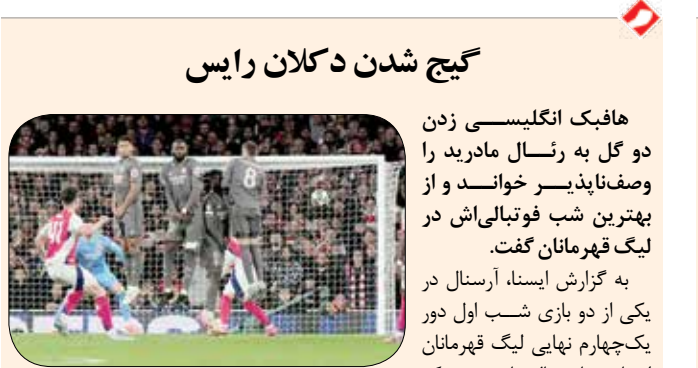 گیج شدن دکلان رایس
هافبک انگلیسی زدن
دو گل به رئال مادرید را
وصف‌ناپذیر خواند و از
بهترین شب فوتبالی‌اش در
لیگ قهرمانان گفت.
به گزارش ایسنا، آرسنال در
یکی از دو بازی شب اول دور
یک‌چهارم نهایی لیگ قهرمانان
8